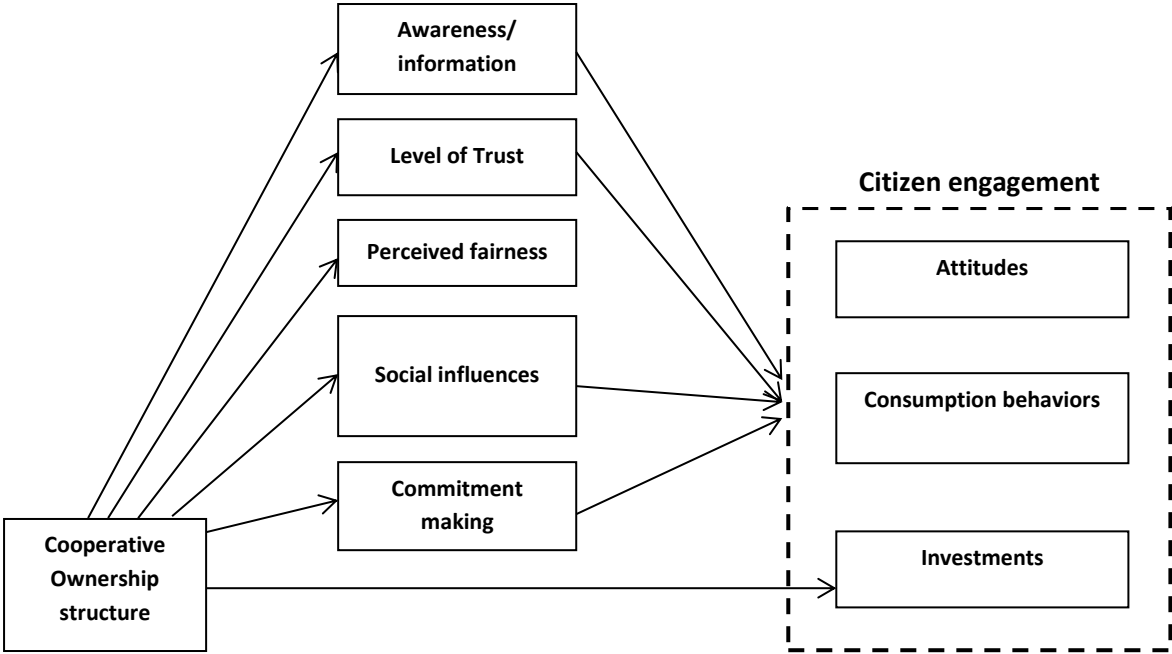 Awareness/
information
Level of Trust
Perceived fairness
Social influences
Commitment
making
Cooperative
Ownership
structure
Citizen engagement
Attitudes
Consumption behaviors
Investments